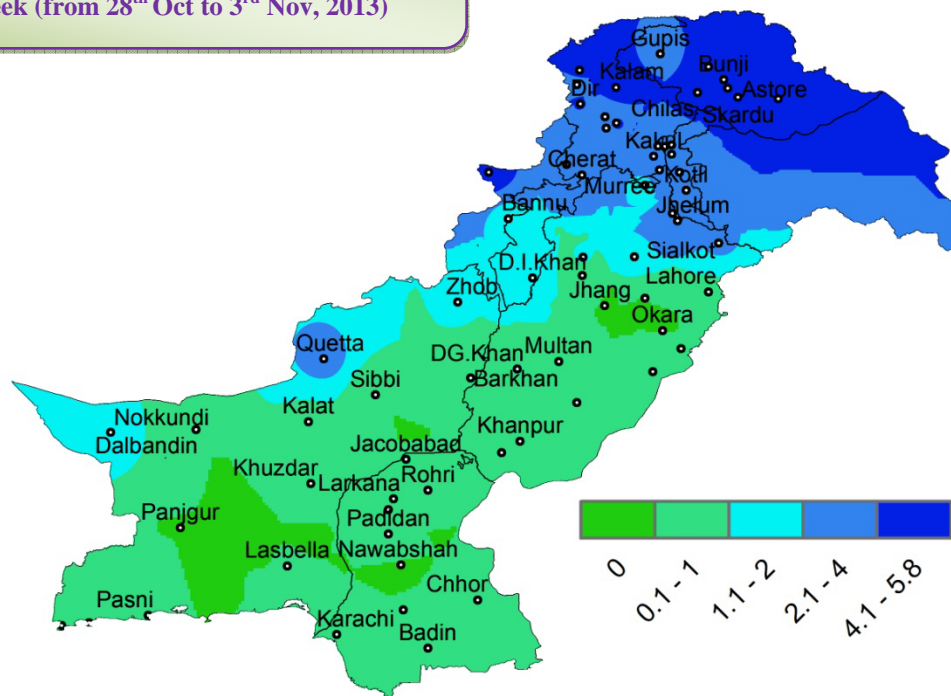 eek (from 28th Oct to 3rd Nov, 2013)
Gupis
Bunji
Kalam
Astore
Dir
Chilas
Skardu
Kakul
Cherat
Kotli
Murree
Bannu
Jhelum
Sialkot
D.I.Khan
Lahore
Zhob
Jhang
Okara
Quetta
DG.Khan
Multan
Barkhan
Sibbi
Kalat
Nokkundi
Dalbandin
Khanpur
Jacobabad
Khuzdar
Larkana
Rohri
Panjgur
Padidan
Lasbella
Nawabshah
Chhor
Pasni
Karachi
Badin
0
0.1 - 1
1.1 - 2
2.1 - 4
4.1 - 5.8